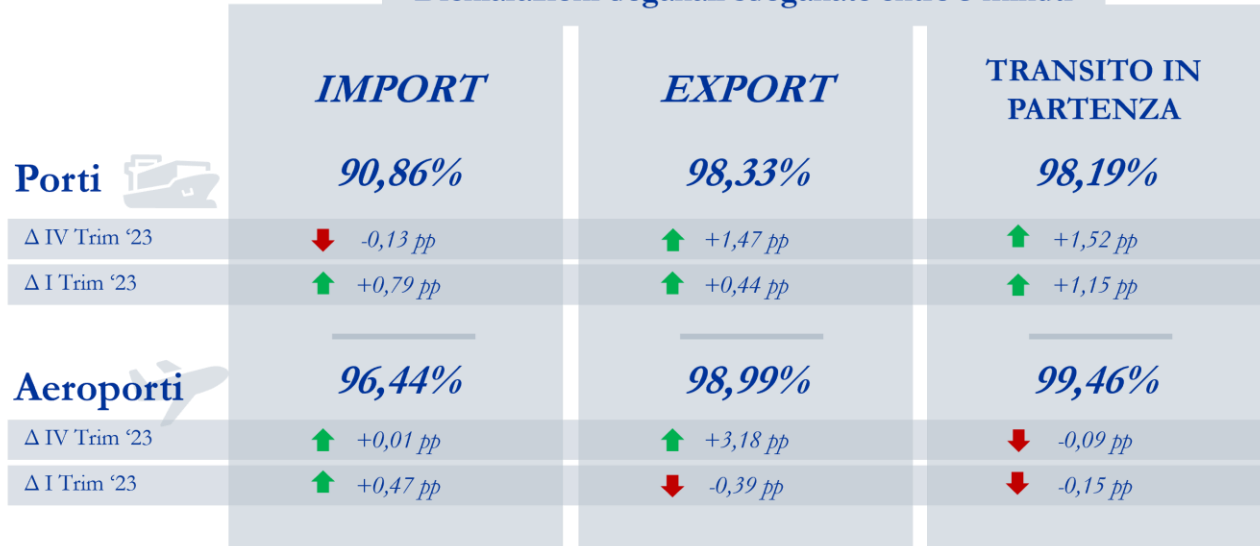 IMPORT
EXPORT
TRANSITO IN
PARTENZA
Porti
90,86%
98,33%
98,19%
Δ IV Trim ‘23
-0,13 pp
+1,47 pp
+1,52 pp
Δ I Trim ‘23
+0,79 pp
+0,44 pp
+1,15 pp
Aeroporti
96,44%
98,99%
99,46%
Δ IV Trim ‘23
+0,01 pp
+3,18 pp
-0,09 pp
Δ I Trim ‘23
+0,47 pp
-0,39 pp
-0,15 pp